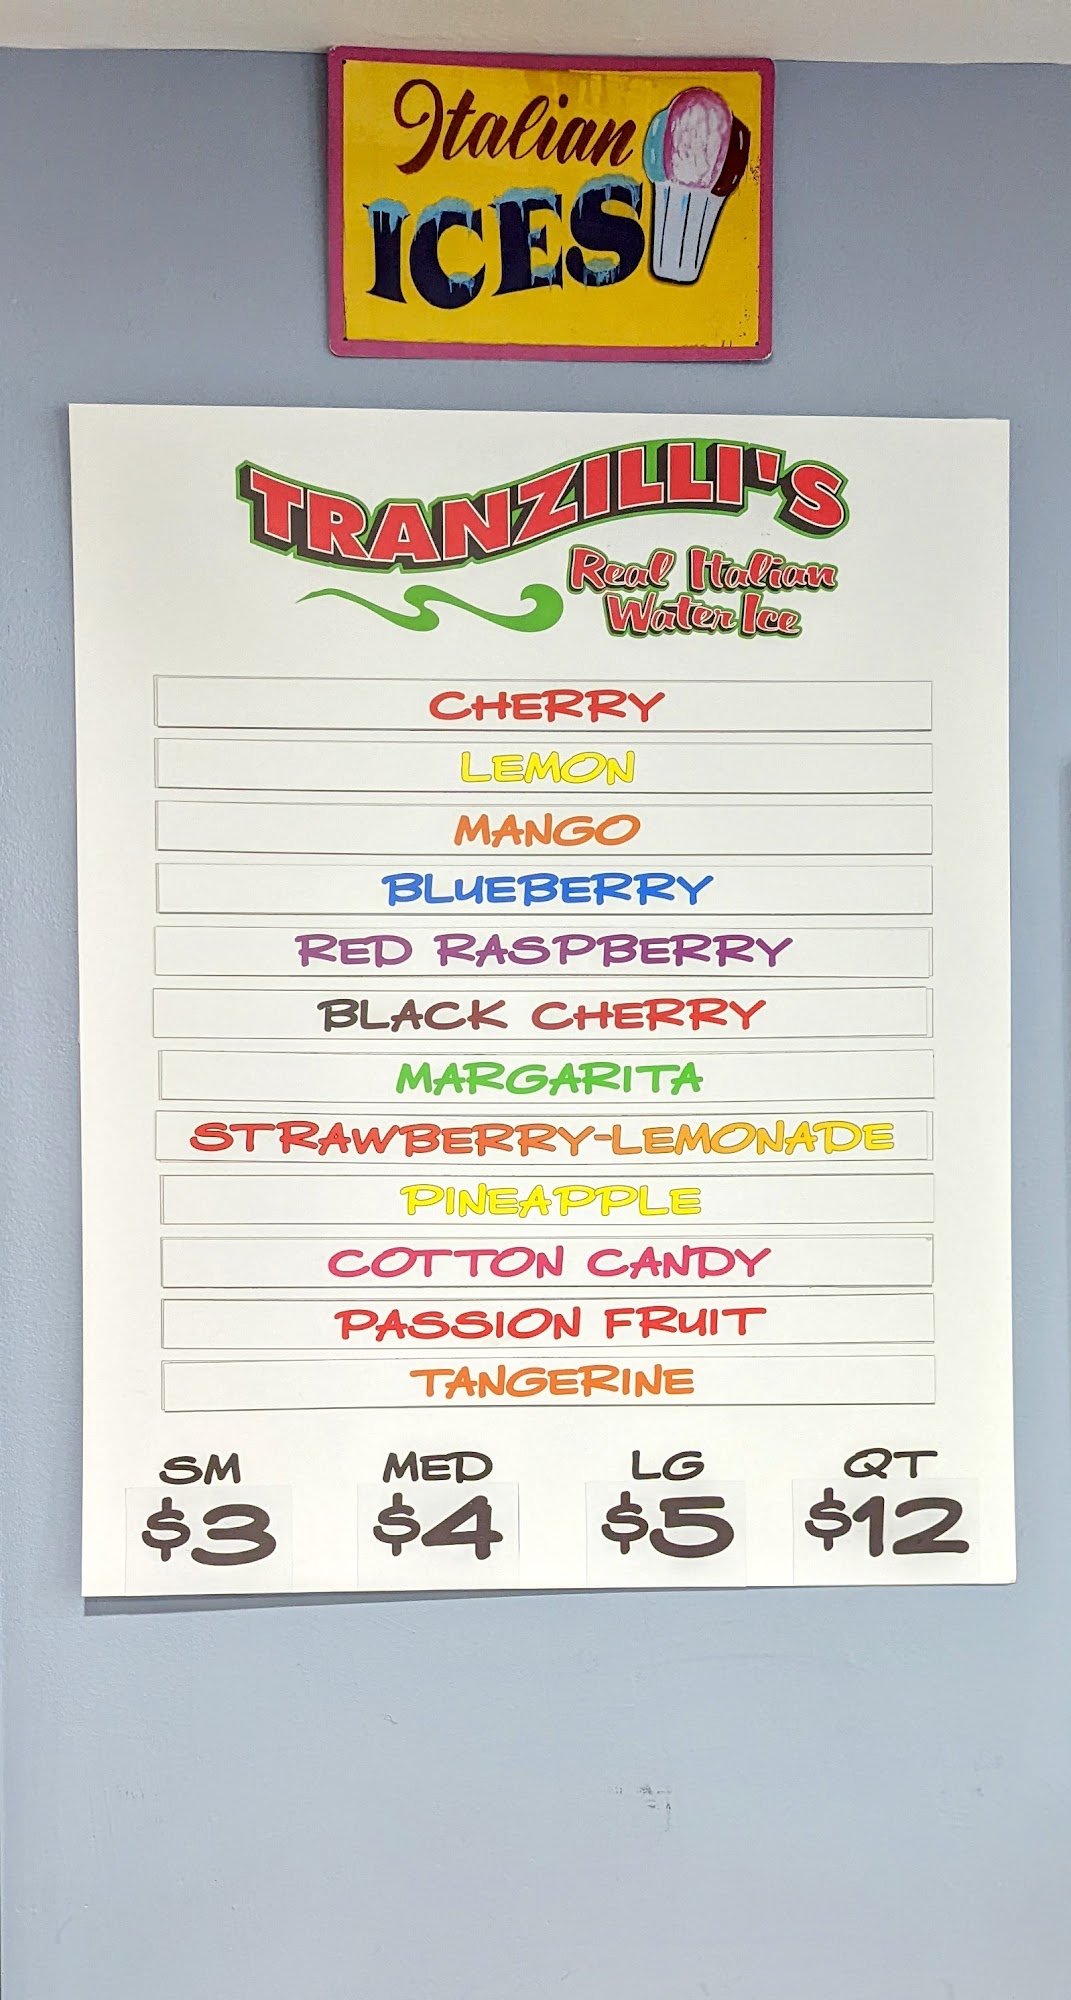 Italian
ICES
TRANZILLI'S
Real Italian
Water Ice
CHERRY
LEMON
MANGO
BLUEBERRY
RED RASPBERRY
BLACK CHERRY
MARGARITA
STRAWBERRY-LEMONADE
PINEAPPLE
COTTON CANDY
PASSION FRUIT
TANGERINE
SM MED LG QT
$3 $4 $5 $12